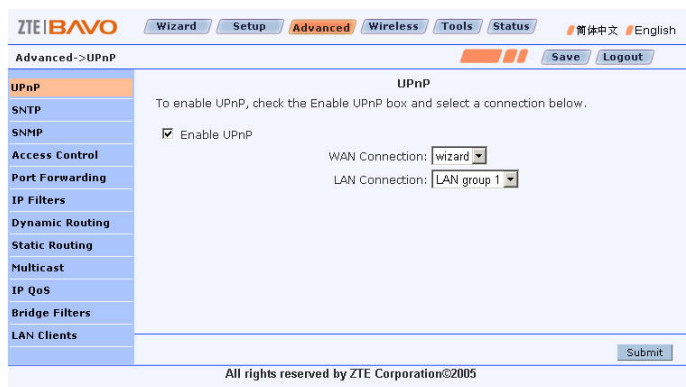 ZTE BAVO
Wizard Setup Advanced Wireless Tools Status 简体中文 English
Advanced->UPnP Save Logout
UPnP
SNTP
SNMP
Access Control
Port Forwarding
IP Filters
Dynamic Routing
Static Routing
Multicast
IP QoS
Bridge Filters
LAN Clients
UPnP
To enable UPnP, check the Enable UPnP box and select a connection below.
Enable UPnP
WAN Connection: wizard
LAN Connection: LAN group 1
Submit
All rights reserved by ZTE Corporation©2005